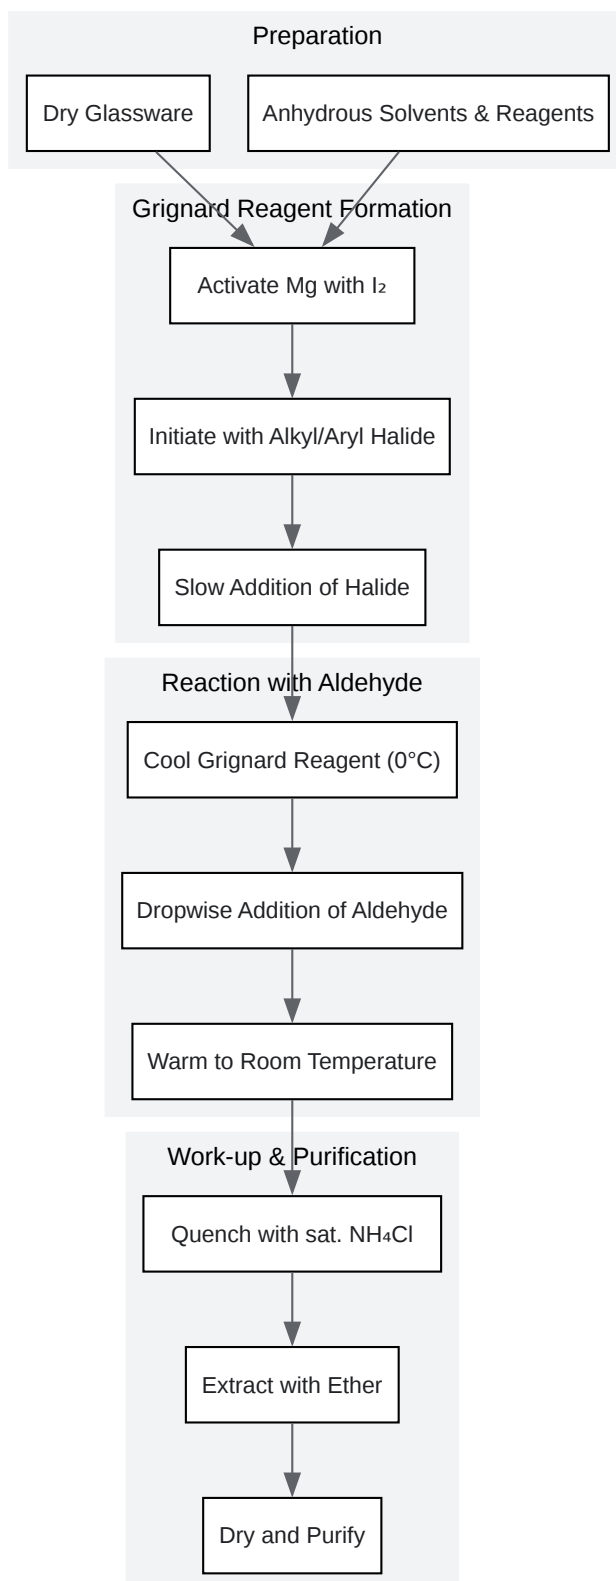 Preparation
Dry Glassware
Anhydrous Solvents & Reagents
Grignard Reagent Formation
Activate Mg with I₂
Initiate with Alkyl/Aryl Halide
Slow Addition of Halide
Reaction with Aldehyde
Cool Grignard Reagent (0°C)
Dropwise Addition of Aldehyde
Warm to Room Temperature
Work-up & Purification
Quench with sat. NH₄Cl
Extract with Ether
Dry and Purify